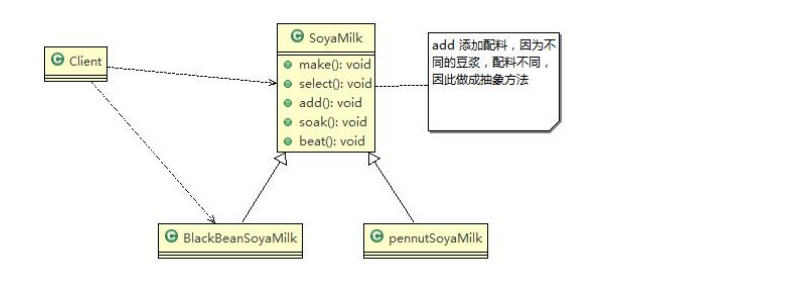 SoyaMilk
Client
make(): void
select(): void
add(): void
soak(): void
beat(): void
add 添加配料，因为不
同的豆浆，配料不同，
因此做成抽象方法
BlackBeanSoyaMilk
pennutSoyaMilk